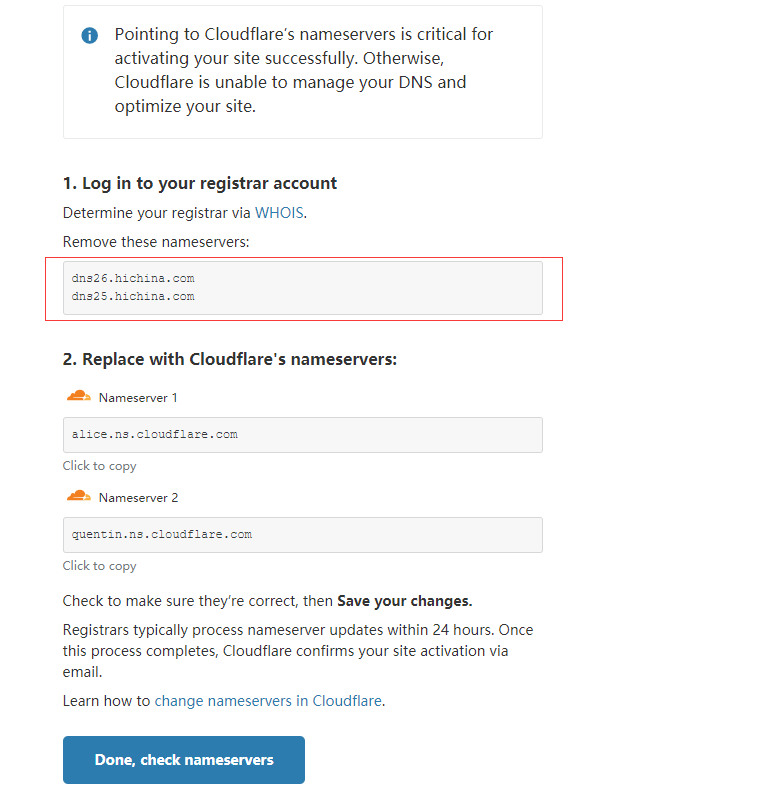 Pointing to Cloudflare’s nameservers is critical for
activating your site successfully. Otherwise,
Cloudflare is unable to manage your DNS and
optimize your site.
1. Log in to your registrar account
Determine your registrar via WHOIS.
Remove these nameservers:
dns26.hichina.com
dns25.hichina.com
2. Replace with Cloudflare's nameservers:
Nameserver 1
alice.ns.cloudflare.com
Click to copy
Nameserver 2
quentin.ns.cloudflare.com
Click to copy
Check to make sure they’re correct, then Save your changes.
Registrars typically process nameserver updates within 24 hours. Once
this process completes, Cloudflare confirms your site activation via
email.
Learn how to change nameservers in Cloudflare.
Done, check nameservers